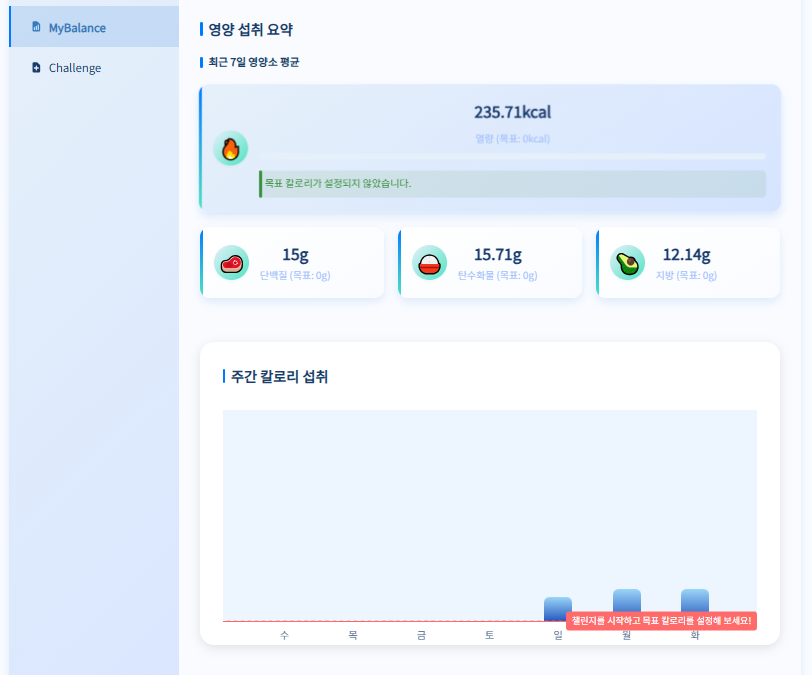 MyBalance
Challenge
영양 섭취 요약
최근 7일 영양소 평균
235.71kcal
열량 (목표: 0kcal)
목표 칼로리가 설정되지 않았습니다.
15g
단백질 (목표: 0g)
15.71g
탄수화물 (목표: 0g)
12.14g
지방 (목표: 0g)
주간 칼로리 섭취
챌린지를 시작하고 목표 칼로리를 설정해 보세요!
수 목 금 토 일 월 화